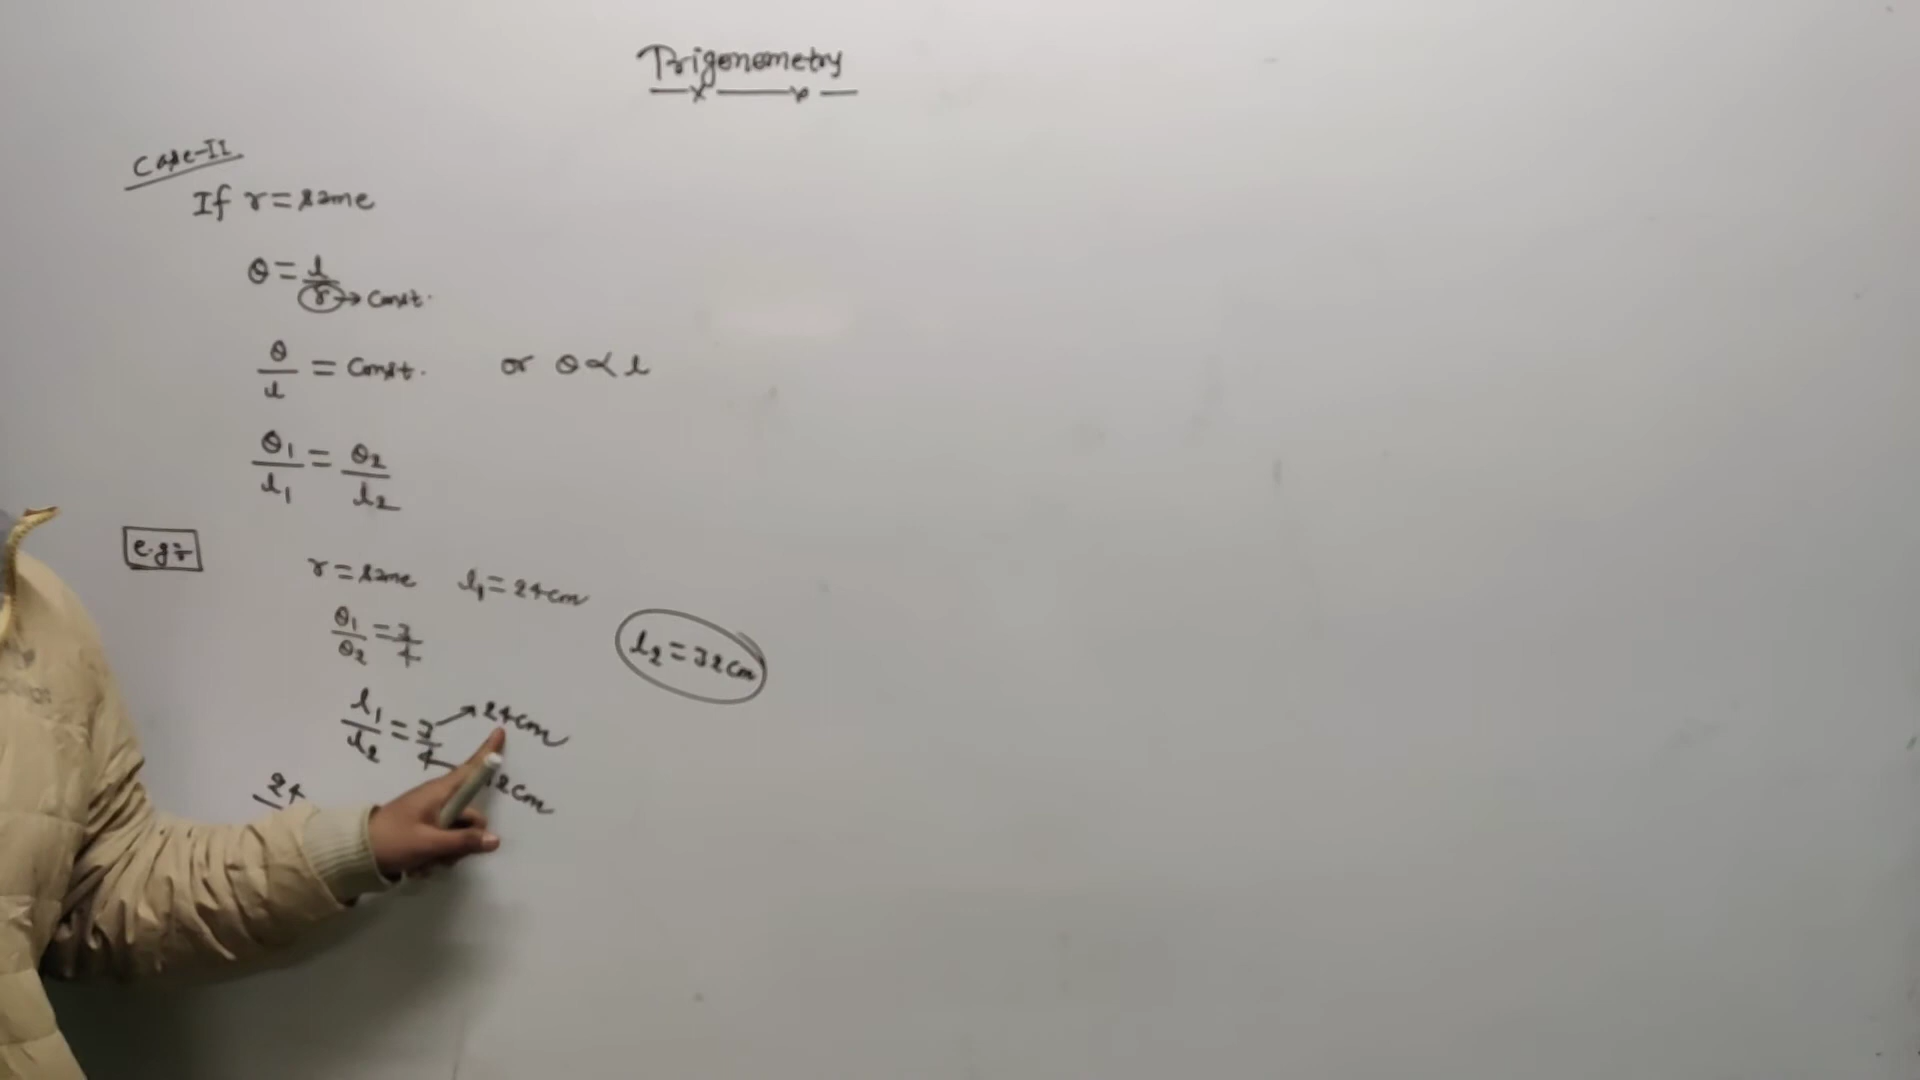 Trigonometry
Case-II
If r = same
θ = l/r → Const.
θ/l = Const. or θ ∝ l
θ1/l1 = θ2/l2
e.g:-
r = same l1 = 24cm
θ1/θ2 = 3/4
l2 = 32cm
l1/l2 = 3/4 → 24cm
32cm
24